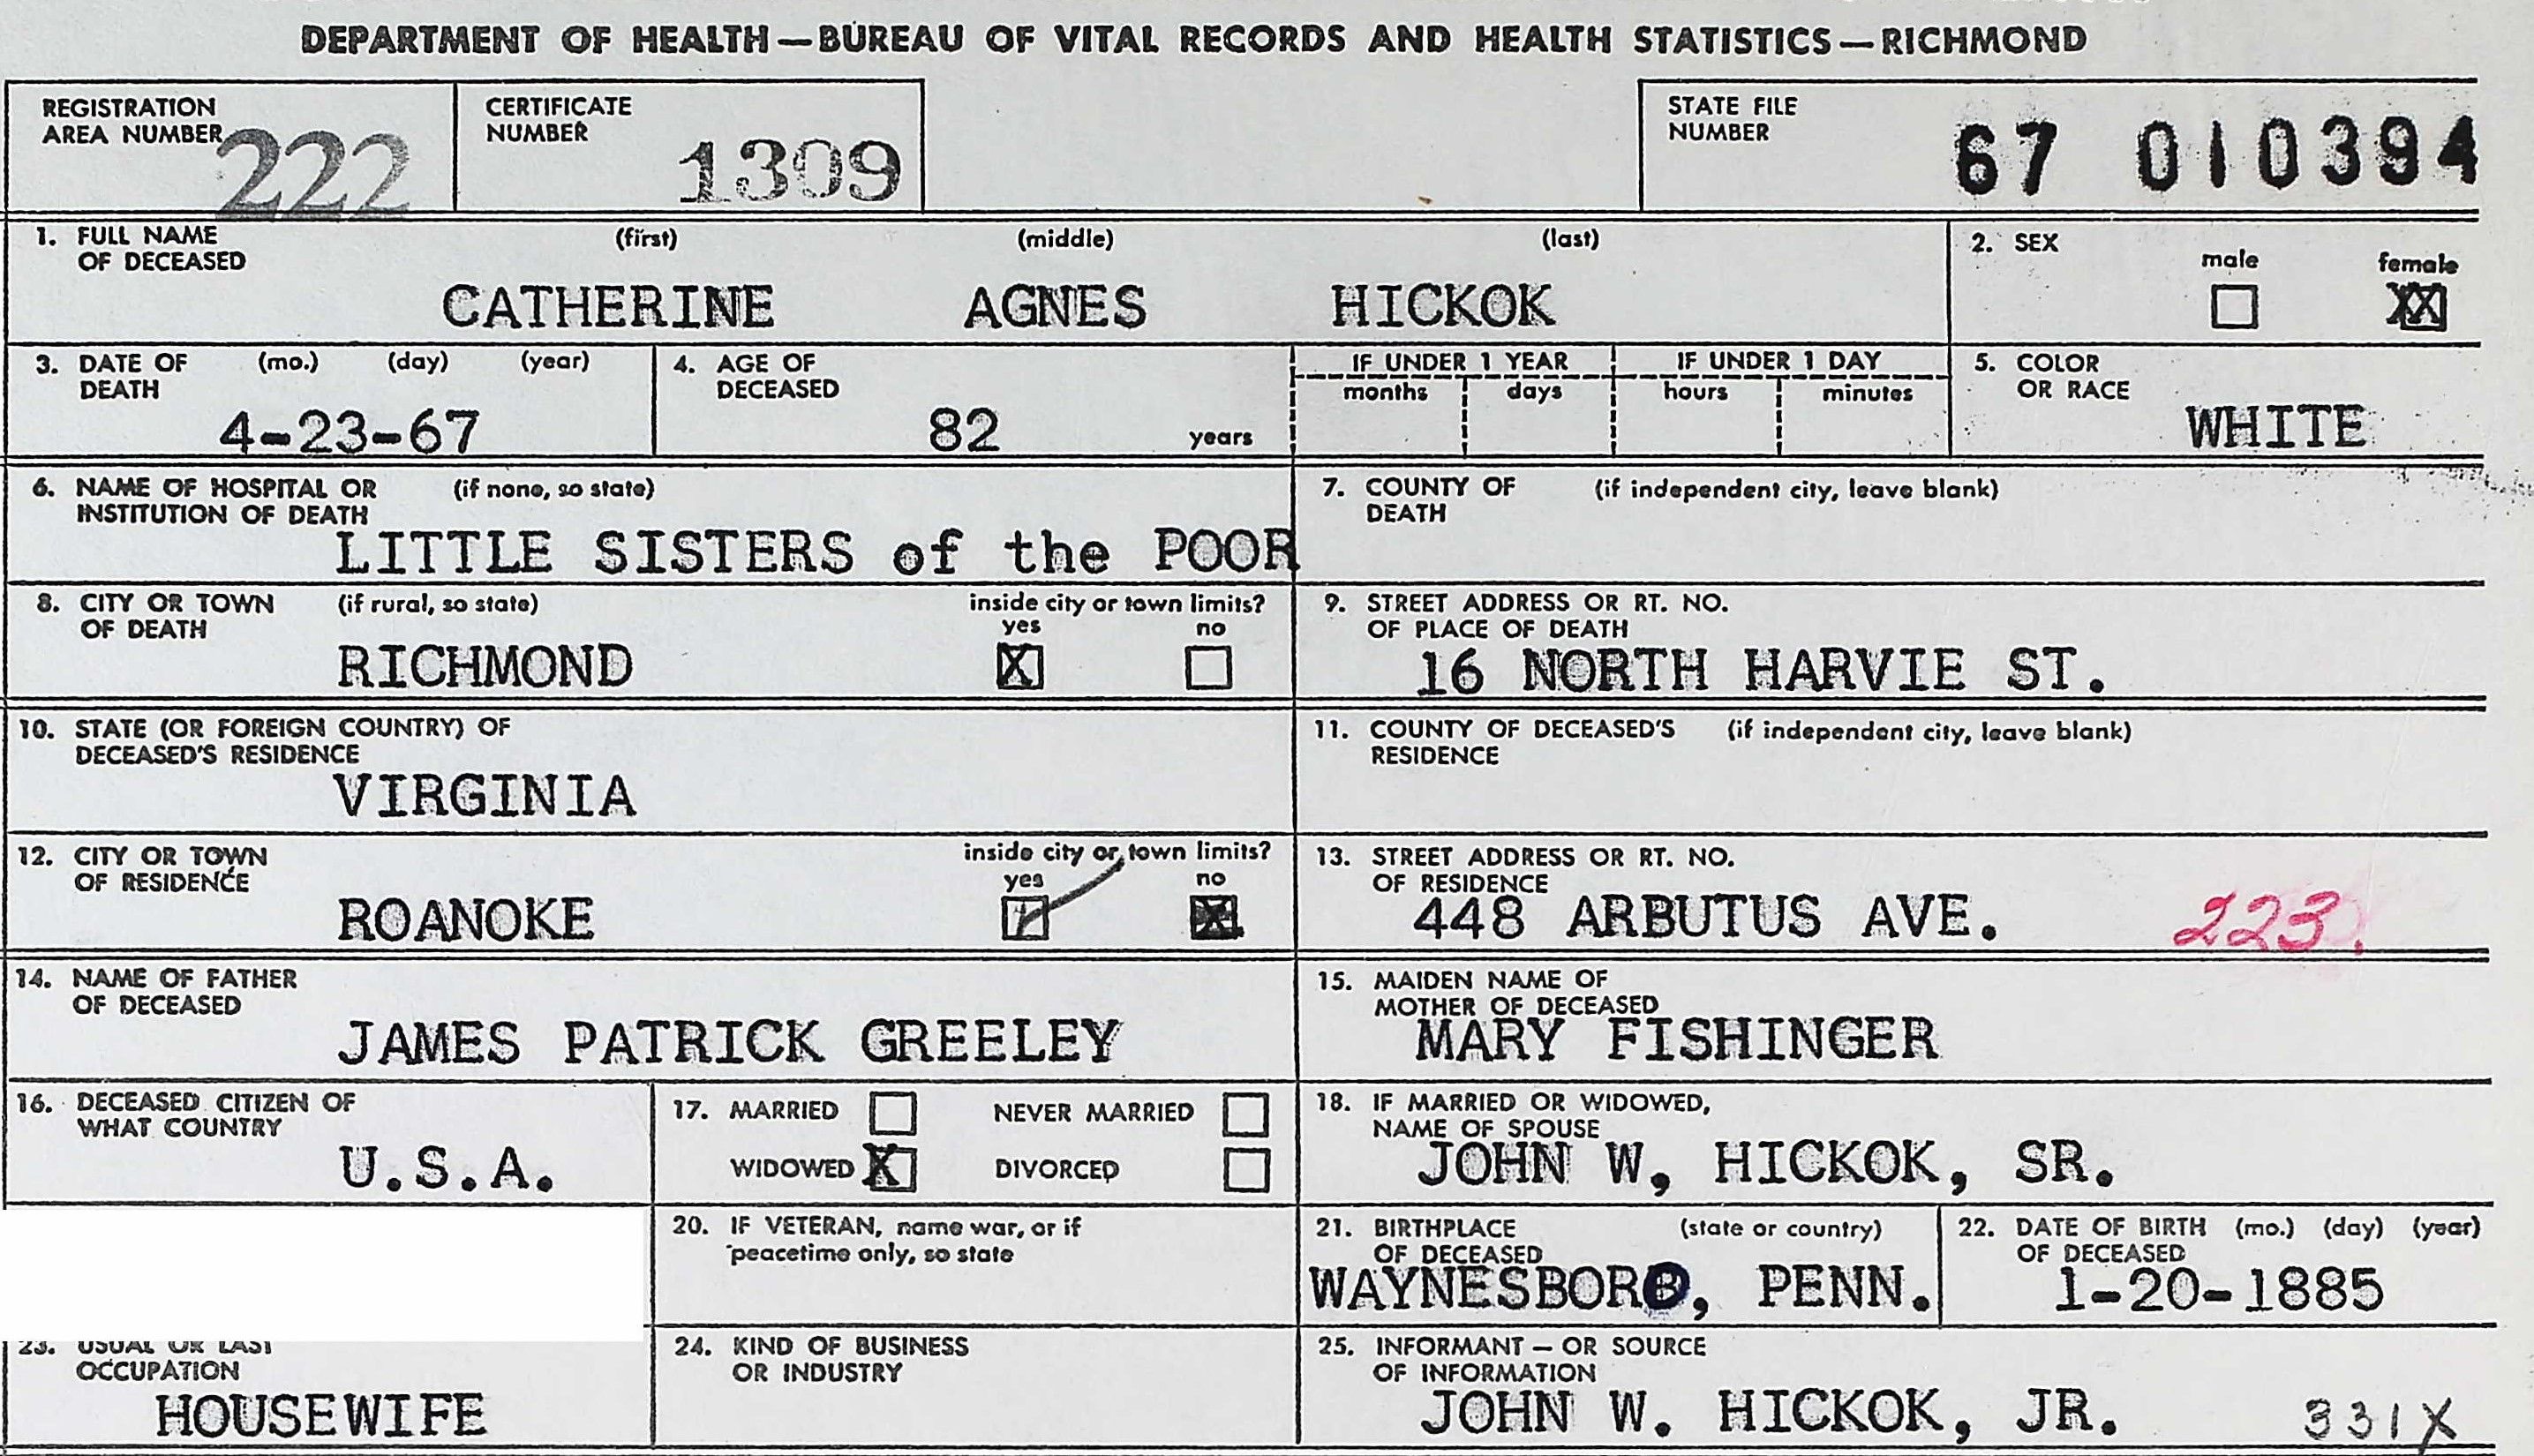 DEPARTMENT OF HEALTH—BUREAU OF VITAL RECORDS AND HEALTH STATISTICS—RICHMOND
REGISTRATION AREA NUMBER 222
CERTIFICATE NUMBER 1309
STATE FILE NUMBER 67 010394
1. FULL NAME OF DECEASED (first) (middle) (last)
CATHERINE AGNES HICKOK
2. SEX male female XX
3. DATE OF DEATH (mo.) (day) (year)
4-23-67
4. AGE OF DECEASED
82 years
IF UNDER 1 YEAR
months days
IF UNDER 1 DAY
hours minutes
5. COLOR OR RACE
WHITE
6. NAME OF HOSPITAL OR INSTITUTION OF DEATH (if none, so state)
LITTLE SISTERS of the POOR
7. COUNTY OF DEATH (if independent city, leave blank)
8. CITY OR TOWN OF DEATH (if rural, so state)
RICHMOND
inside city or town limits?
yes X no
9. STREET ADDRESS OR RT. NO. OF PLACE OF DEATH
16 NORTH HARVIE ST.
10. STATE (OR FOREIGN COUNTRY) OF DECEASED'S RESIDENCE
VIRGINIA
11. COUNTY OF DECEASED'S RESIDENCE (if independent city, leave blank)
12. CITY OR TOWN OF RESIDENCE
ROANOKE
inside city or town limits?
yes no X
13. STREET ADDRESS OR RT. NO. OF RESIDENCE
448 ARBUTUS AVE. 223.
14. NAME OF FATHER OF DECEASED
JAMES PATRICK GREELEY
15. MAIDEN NAME OF MOTHER OF DECEASED
MARY FISHINGER
16. DECEASED CITIZEN OF WHAT COUNTRY
U.S.A.
17. MARRIED NEVER MARRIED
WIDOWED X DIVORCED
18. IF MARRIED OR WIDOWED, NAME OF SPOUSE
JOHN W, HICKOK, SR.
20. IF VETERAN, name war, or if peacetime only, so state
21. BIRTHPLACE OF DECEASED (state or country)
WAYNESBORO, PENN.
22. DATE OF BIRTH OF DECEASED (mo.) (day) (year)
1-20-1885
23. USUAL OR LAST OCCUPATION
HOUSEWIFE
24. KIND OF BUSINESS OR INDUSTRY
25. INFORMANT — OR SOURCE OF INFORMATION
JOHN W. HICKOK, JR. 331X